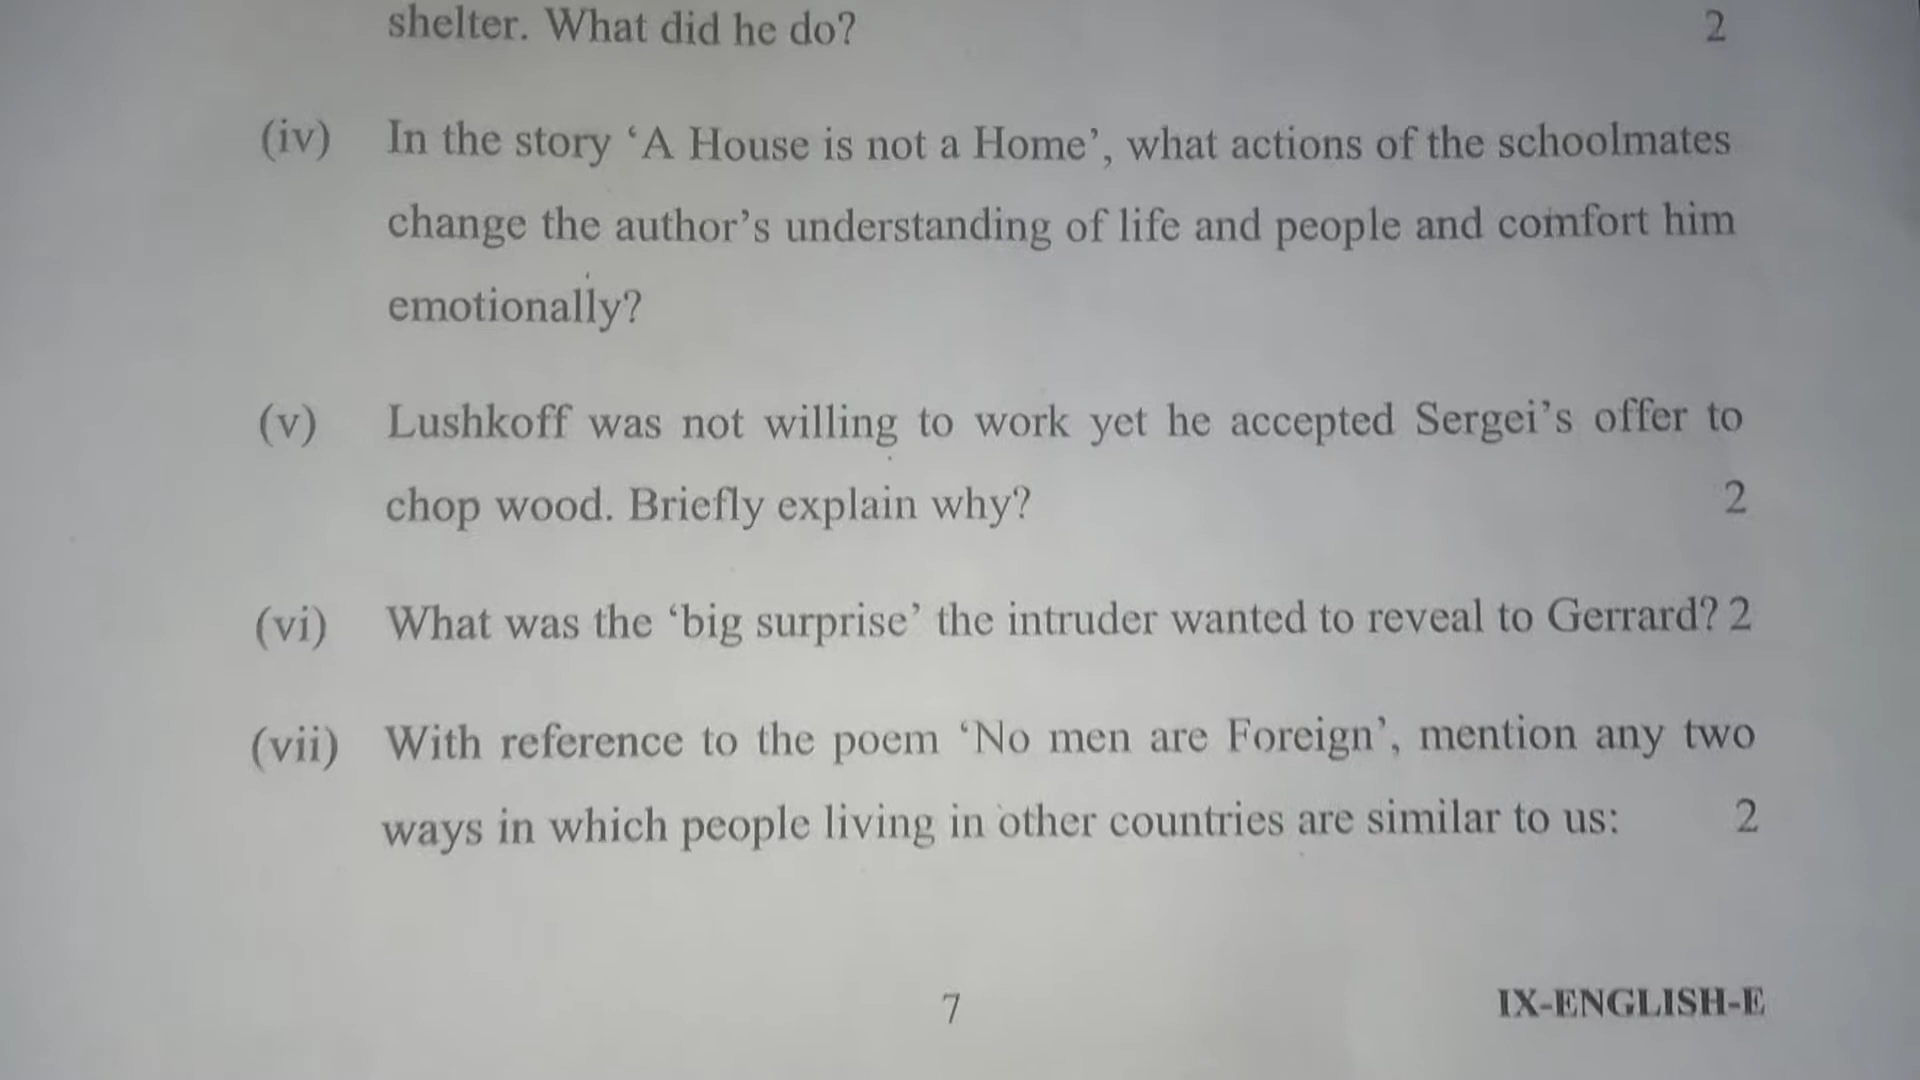 shelter. What did he do? 2
(iv) In the story ‘A House is not a Home’, what actions of the schoolmates
change the author’s understanding of life and people and comfort him
emotionally?
(v) Lushkoff was not willing to work yet he accepted Sergei’s offer to
chop wood. Briefly explain why? 2
(vi) What was the ‘big surprise’ the intruder wanted to reveal to Gerrard? 2
(vii) With reference to the poem ‘No men are Foreign’, mention any two
ways in which people living in other countries are similar to us: 2
7 IX-ENGLISH-E